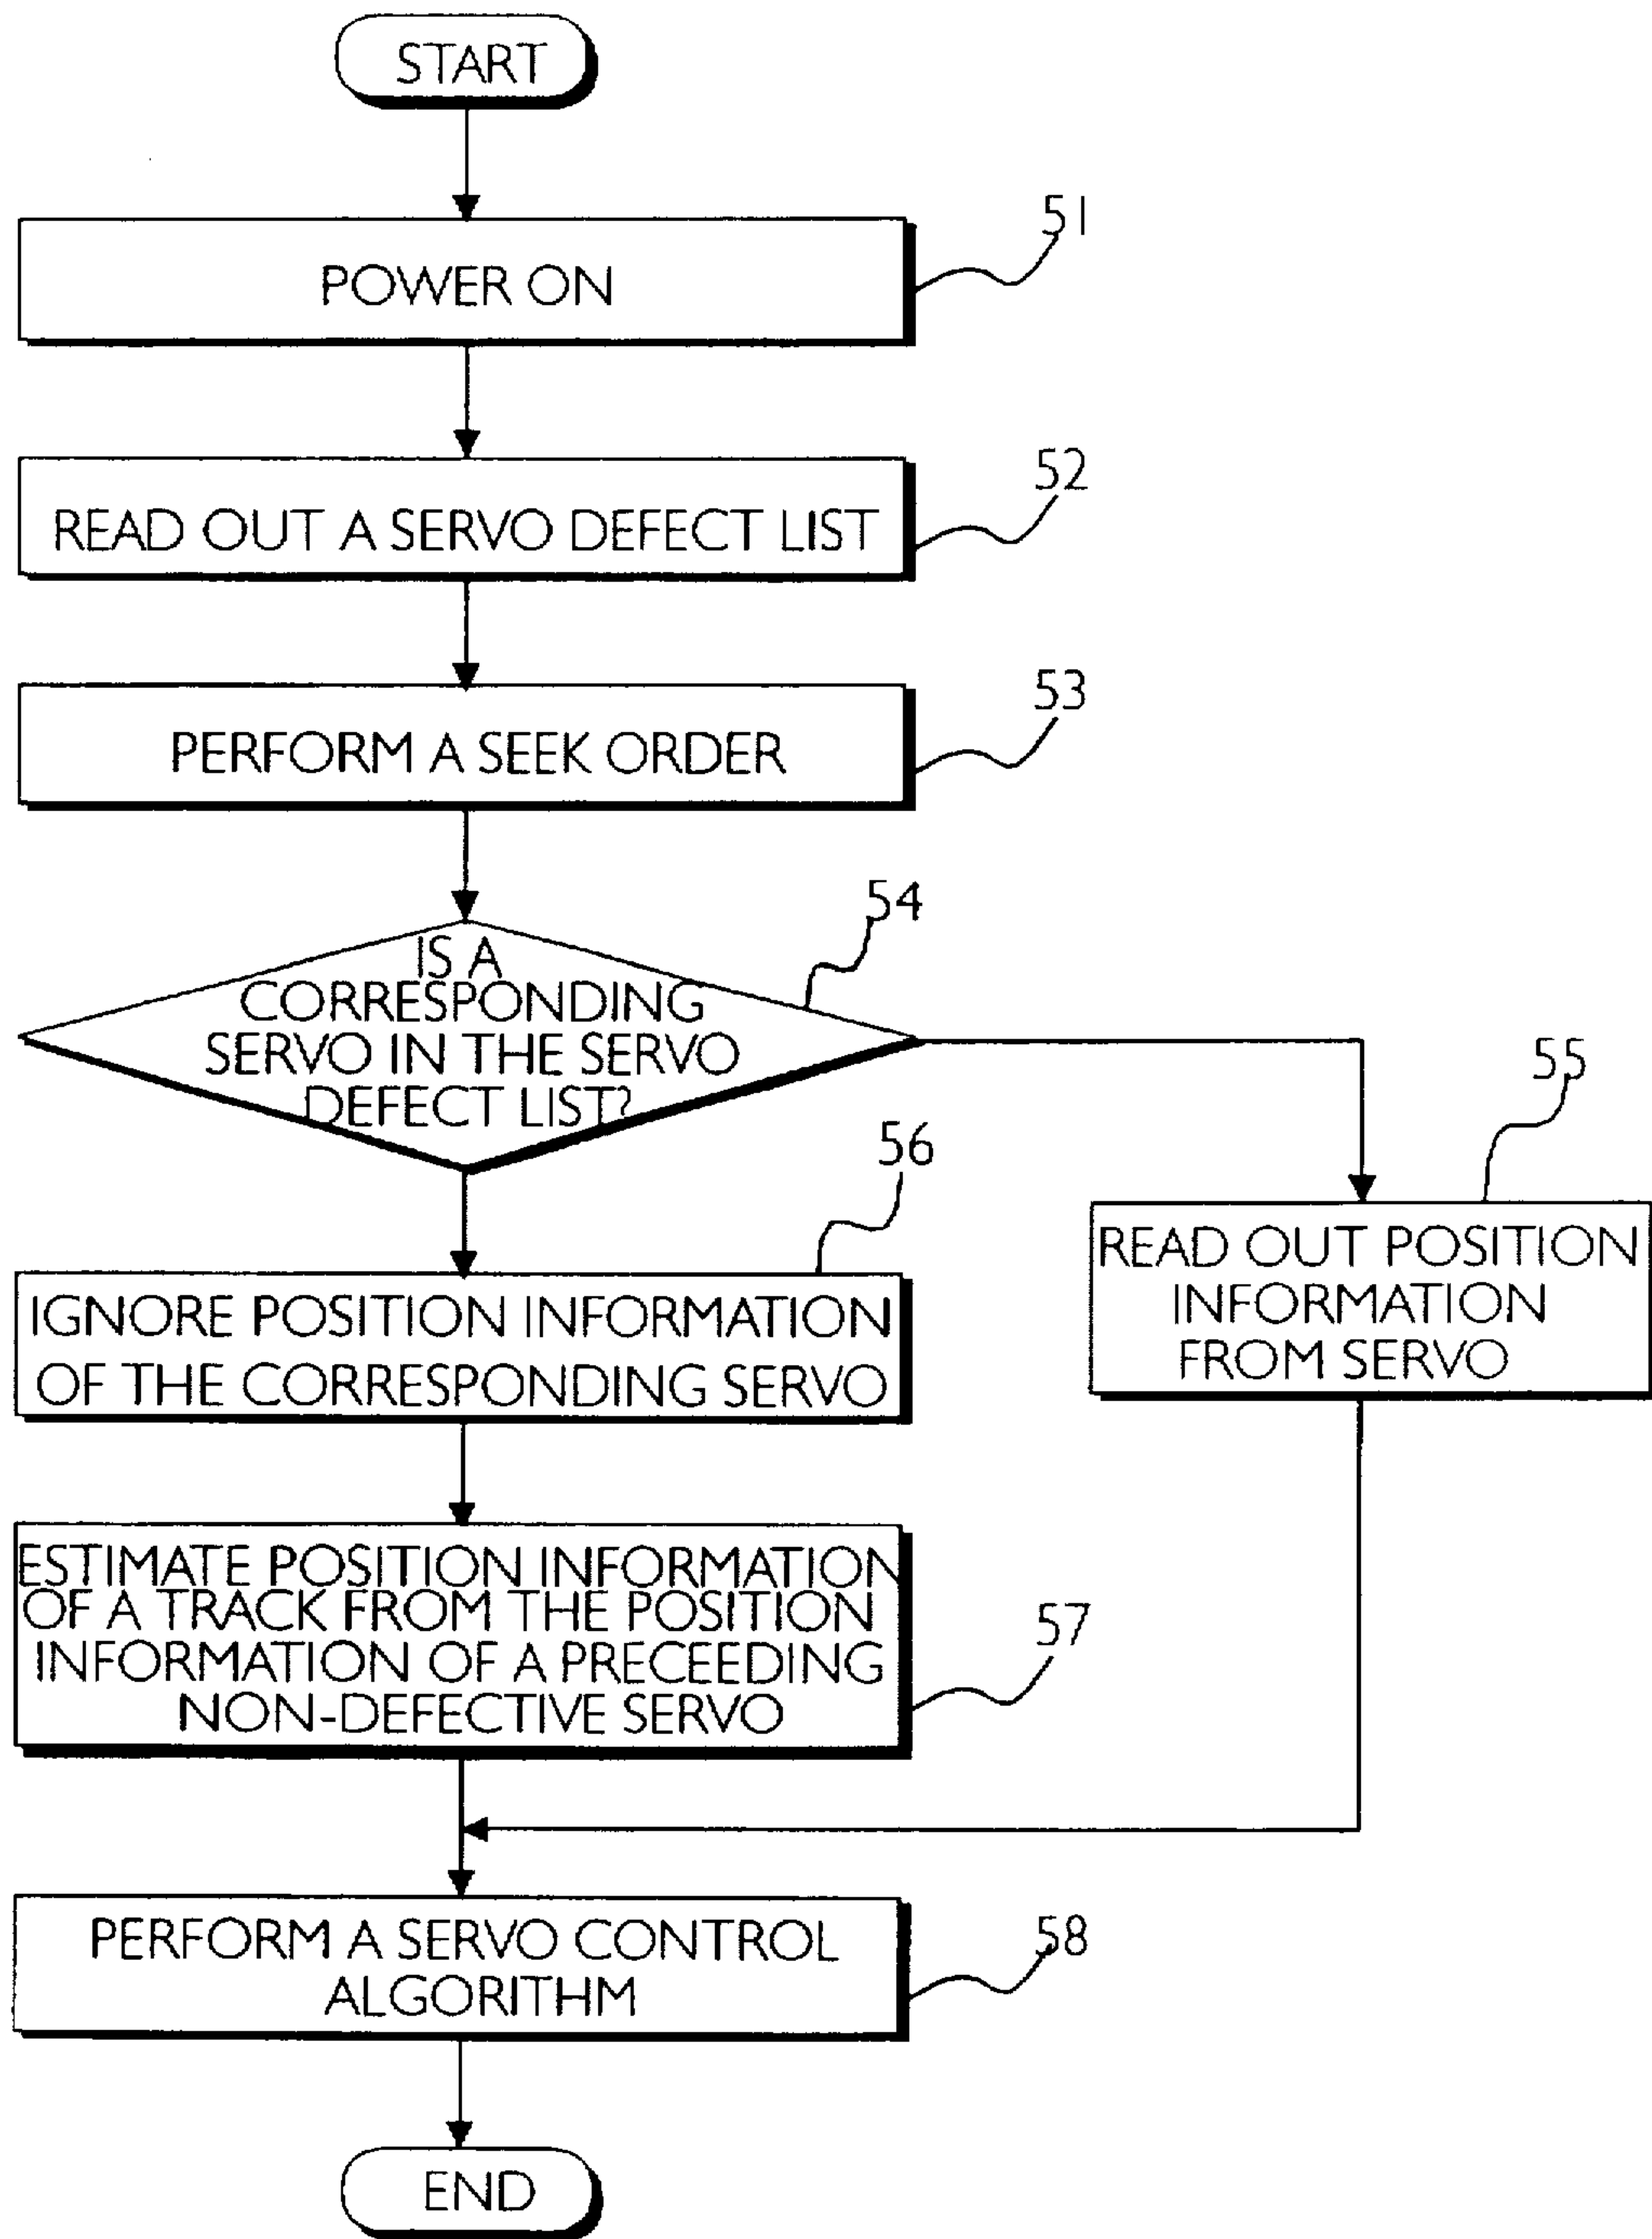 START
51
POWER ON
52
READ OUT A SERVO DEFECT LIST
53
PERFORM A SEEK ORDER
54
IS A
CORRESPONDING
SERVO IN THE SERVO
DEFECT LIST?
55
READ OUT POSITION
INFORMATION
FROM SERVO
56
IGNORE POSITION INFORMATION
OF THE CORRESPONDING SERVO
ESTIMATE POSITION INFORMATION
OF A TRACK FROM THE POSITION
INFORMATION OF A PRECEEDING
NON-DEFECTIVE SERVO
57
PERFORM A SERVO CONTROL
ALGORITHM
58
END